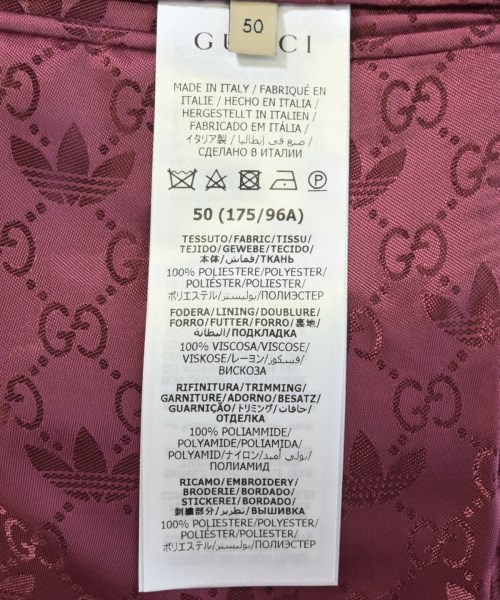 50
GUCCI
MADE IN ITALY / FABRIQUÉ EN
ITALIE / HECHO EN ITALIA /
HERGESTELLT IN ITALIEN /
FABRICADO EM ITÁLIA /
イタリア製 / صنع في إيطاليا /
СДЕЛАНО В ИТАЛИИ
50 (175/96A)
TESSUTO/FABRIC/TISSU/
TEJIDO/GEWEBE/TECIDO/
本体/قماش/ТКАНЬ
100% POLIESTERE/POLYESTER/
POLIÉSTER/POLIÉSTER/
ポリエステル/بوليستر/ПОЛИЭСТЕР
FODERA/LINING/DOUBLURE/
FORRO/FUTTER/FORRO/裏地/
البطانة/ПОДКЛАДКА
100% VISCOSA/VISCOSE/
VISKOSE/レーヨン/فسكوز/
ВИСКОЗА
RIFINITURA/TRIMMING/
GARNITURE/ADORNO/BESATZ/
GUARNIÇÃO/トリミング/حافات/
ОТДЕЛКА
100% POLIAMMIDE/
POLYAMIDE/POLIAMIDA/
POLYAMID/ナイロン/بولي أميد/
ПОЛИАМИД
RICAMO/EMBROIDERY/
BRODERIE/BORDADO/
STICKEREI/BORDADO/
刺繍部分/تطريز/ВЫШИВКА
100% POLIESTERE/POLYESTER/
POLIÉSTER/POLYESTER/
ポリエステル/بوليستر/ПОЛИЭСТЕР